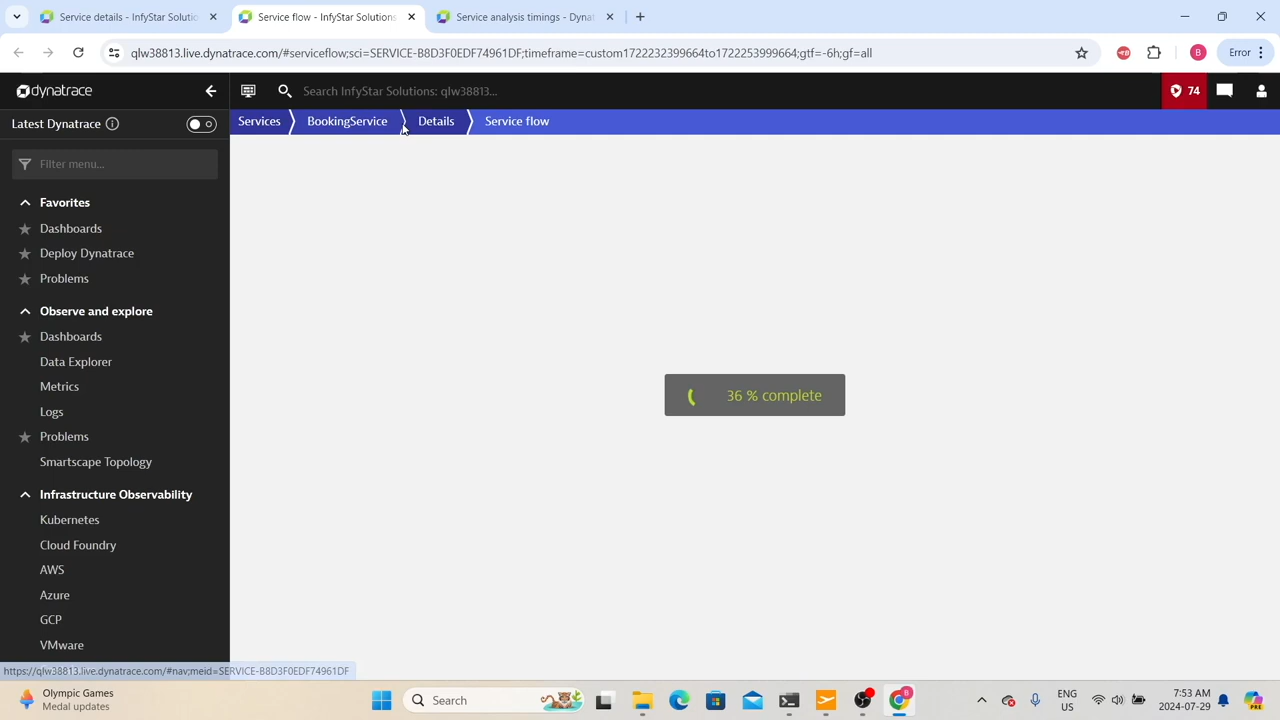 Service details - InfyStar Solutio
Service flow - InfyStar Solutions
Service analysis timings - Dynat
qlw38813.live.dynatrace.com/#serviceflow;sci=SERVICE-B8D3F0EDF74961DF;timeframe=custom1722232399664to1722253999664;gtf=-6h;gf=all
B
Error
dynatrace
Search InfyStar Solutions: qlw38813...
74
Latest Dynatrace
Services
BookingService
Details
Service flow
Filter menu...
Favorites
Dashboards
Deploy Dynatrace
Problems
Observe and explore
Dashboards
Data Explorer
Metrics
Logs
Problems
Smartscape Topology
Infrastructure Observability
Kubernetes
Cloud Foundry
AWS
Azure
GCP
VMware
36 % complete
https://qlw38813.live.dynatrace.com/#nav;meid=SERVICE-B8D3F0EDF74961DF
Olympic Games
Medal updates
Search
B
ENG
US
7:53 AM
2024-07-29
PRE